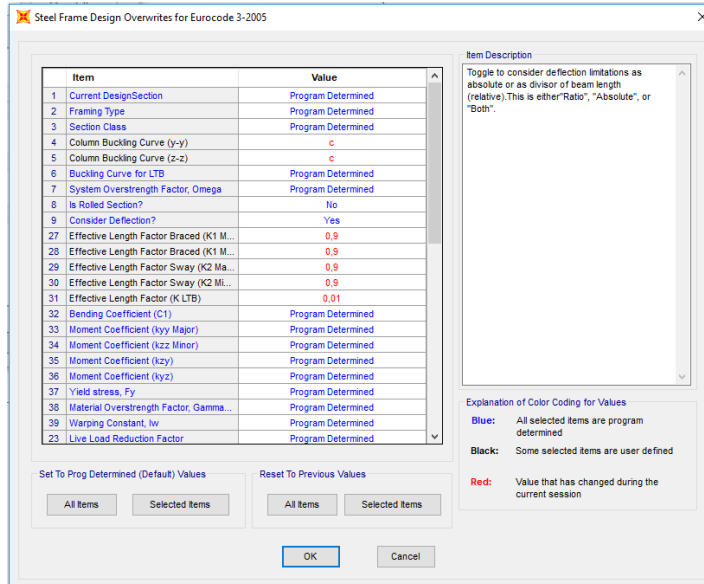 Steel Frame Design Overwrites for Eurocode 3-2005
Item Value
1 Current DesignSection Program Determined
2 Framing Type Program Determined
3 Section Class Program Determined
4 Column Buckling Curve (y-y) c
5 Column Buckling Curve (z-z) c
6 Buckling Curve for LTB Program Determined
7 System Overstrength Factor, Omega Program Determined
8 Is Rolled Section? No
9 Consider Deflection? Yes
27 Effective Length Factor Braced (K1 M... 0,9
28 Effective Length Factor Braced (K1 M... 0,9
29 Effective Length Factor Sway (K2 Ma... 0,9
30 Effective Length Factor Sway (K2 Mi... 0,9
31 Effective Length Factor (K LTB) 0,01
32 Bending Coefficient (C1) Program Determined
33 Moment Coefficient (kyy Major) Program Determined
34 Moment Coefficient (kzz Minor) Program Determined
35 Moment Coefficient (kzy) Program Determined
36 Moment Coefficient (kyz) Program Determined
37 Yield stress, Fy Program Determined
38 Material Overstrength Factor, Gamma... Program Determined
39 Warping Constant, Iw Program Determined
23 Live Load Reduction Factor Program Determined
Set To Prog Determined (Default) Values
All Items Selected Items
Reset To Previous Values
All Items Selected Items
Item Description
Toggle to consider deflection limitations as
absolute or as divisor of beam length
(relative).This is either"Ratio", "Absolute", or
"Both".
Explanation of Color Coding for Values
Blue: All selected items are program
determined
Black: Some selected items are user defined
Red: Value that has changed during the
current session
OK Cancel